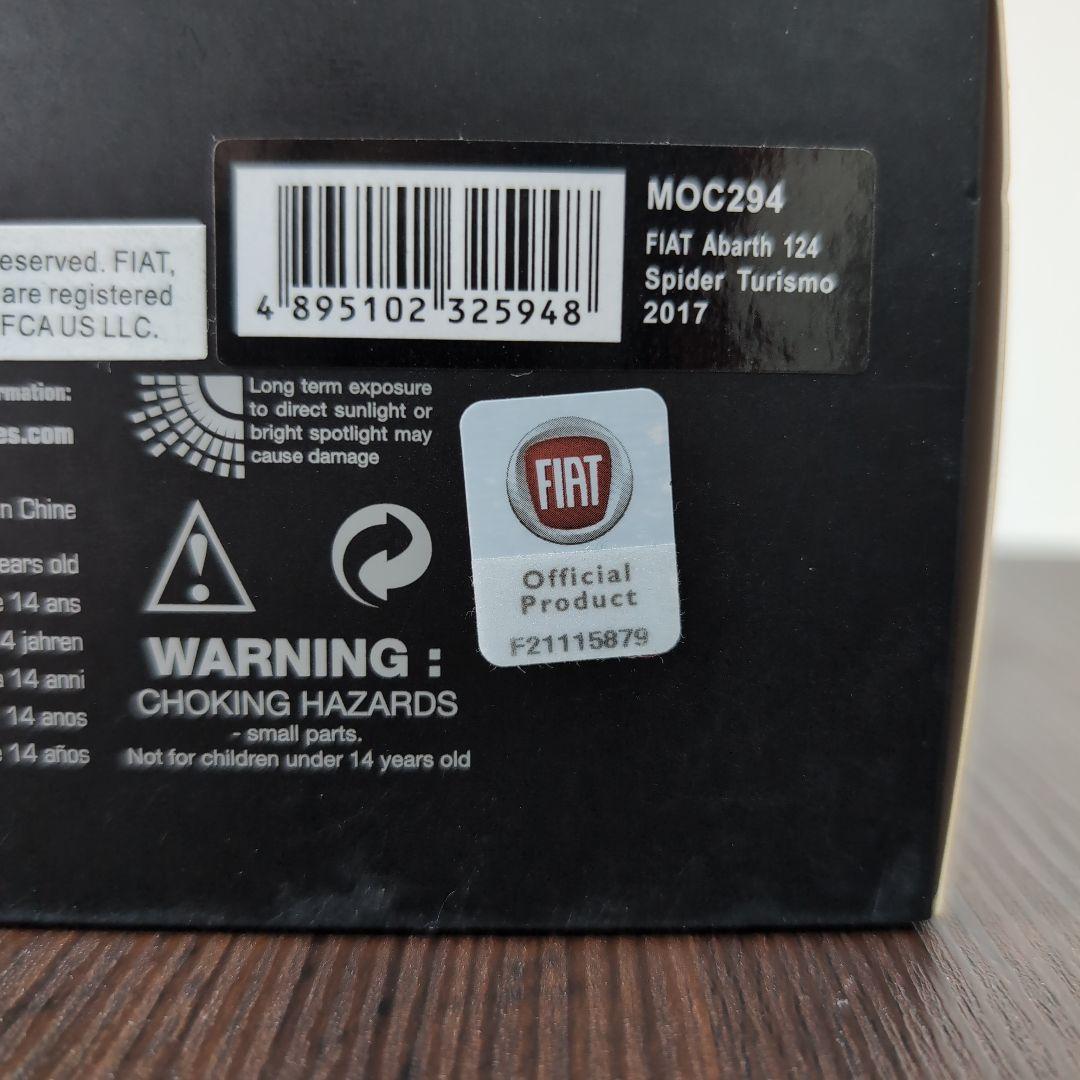 MOC294
FIAT Abarth 124
Spider Turismo
2017
4 895102 325948
eserved. FIAT,
are registered
FCA US LLC.
rmation:
es.com
n Chine
ears old
e 14 ans
4 jahren
14 anni
14 anos
e 14 años
Long term exposure
to direct sunlight or
bright spotlight may
cause damage
WARNING :
CHOKING HAZARDS
- small parts.
Not for children under 14 years old
FIAT
Official
Product
F21115879